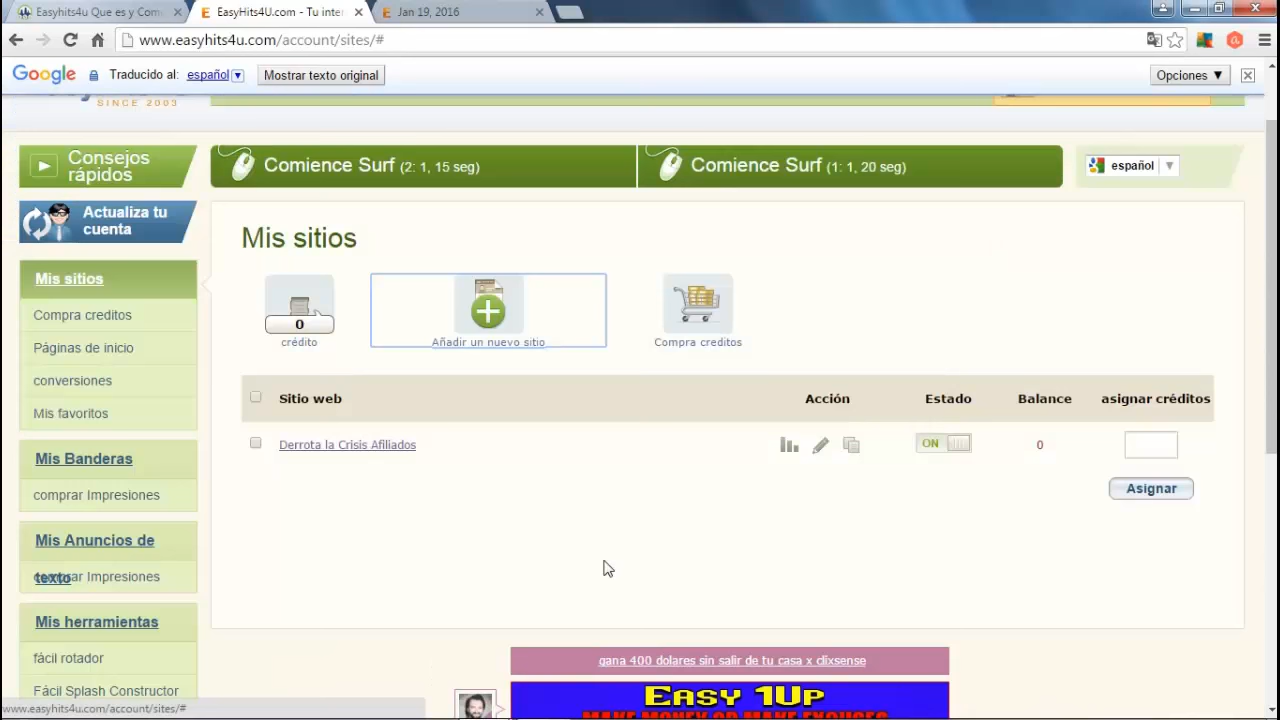 Easyhits4u Que es y Com
EasyHits4U.com - Tu inte
Jan 19, 2016
www.easyhits4u.com/account/sites/#
Google Traducido al: español Mostrar texto original Opciones ▼
SINCE 2003
Consejos
rápidos
Comience Surf (2: 1, 15 seg)
Comience Surf (1: 1, 20 seg)
español
Actualiza tu
cuenta
Mis sitios
Compra creditos
Páginas de inicio
conversiones
Mis favoritos
Mis Banderas
comprar Impresiones
Mis Anuncios de
texto
comprar Impresiones
Mis herramientas
fácil rotador
Fácil Splash Constructor
Mis sitios
0
crédito
Añadir un nuevo sitio
Compra creditos
Sitio web Acción Estado Balance asignar créditos
Derrota la Crisis Afiliados ON 0
Asignar
gana 400 dolares sin salir de tu casa x clixsense
Easy 1Up
MAKE MONEY OR MAKE EXCUSES
www.easyhits4u.com/account/sites/#